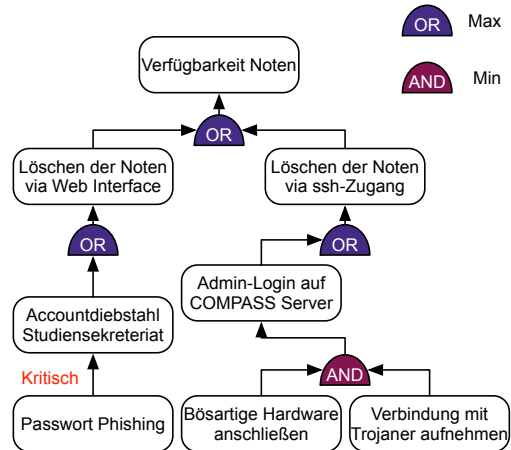 OR Max
Verfügbarkeit Noten
AND Min
OR
Löschen der Noten
via Web Interface
Löschen der Noten
via ssh-Zugang
OR
OR
Admin-Login auf
COMPASS Server
Accountdiebstahl
Studiensekreteriat
Kritisch
AND
Passwort Phishing
Bösartige Hardware
anschließen
Verbindung mit
Trojaner aufnehmen